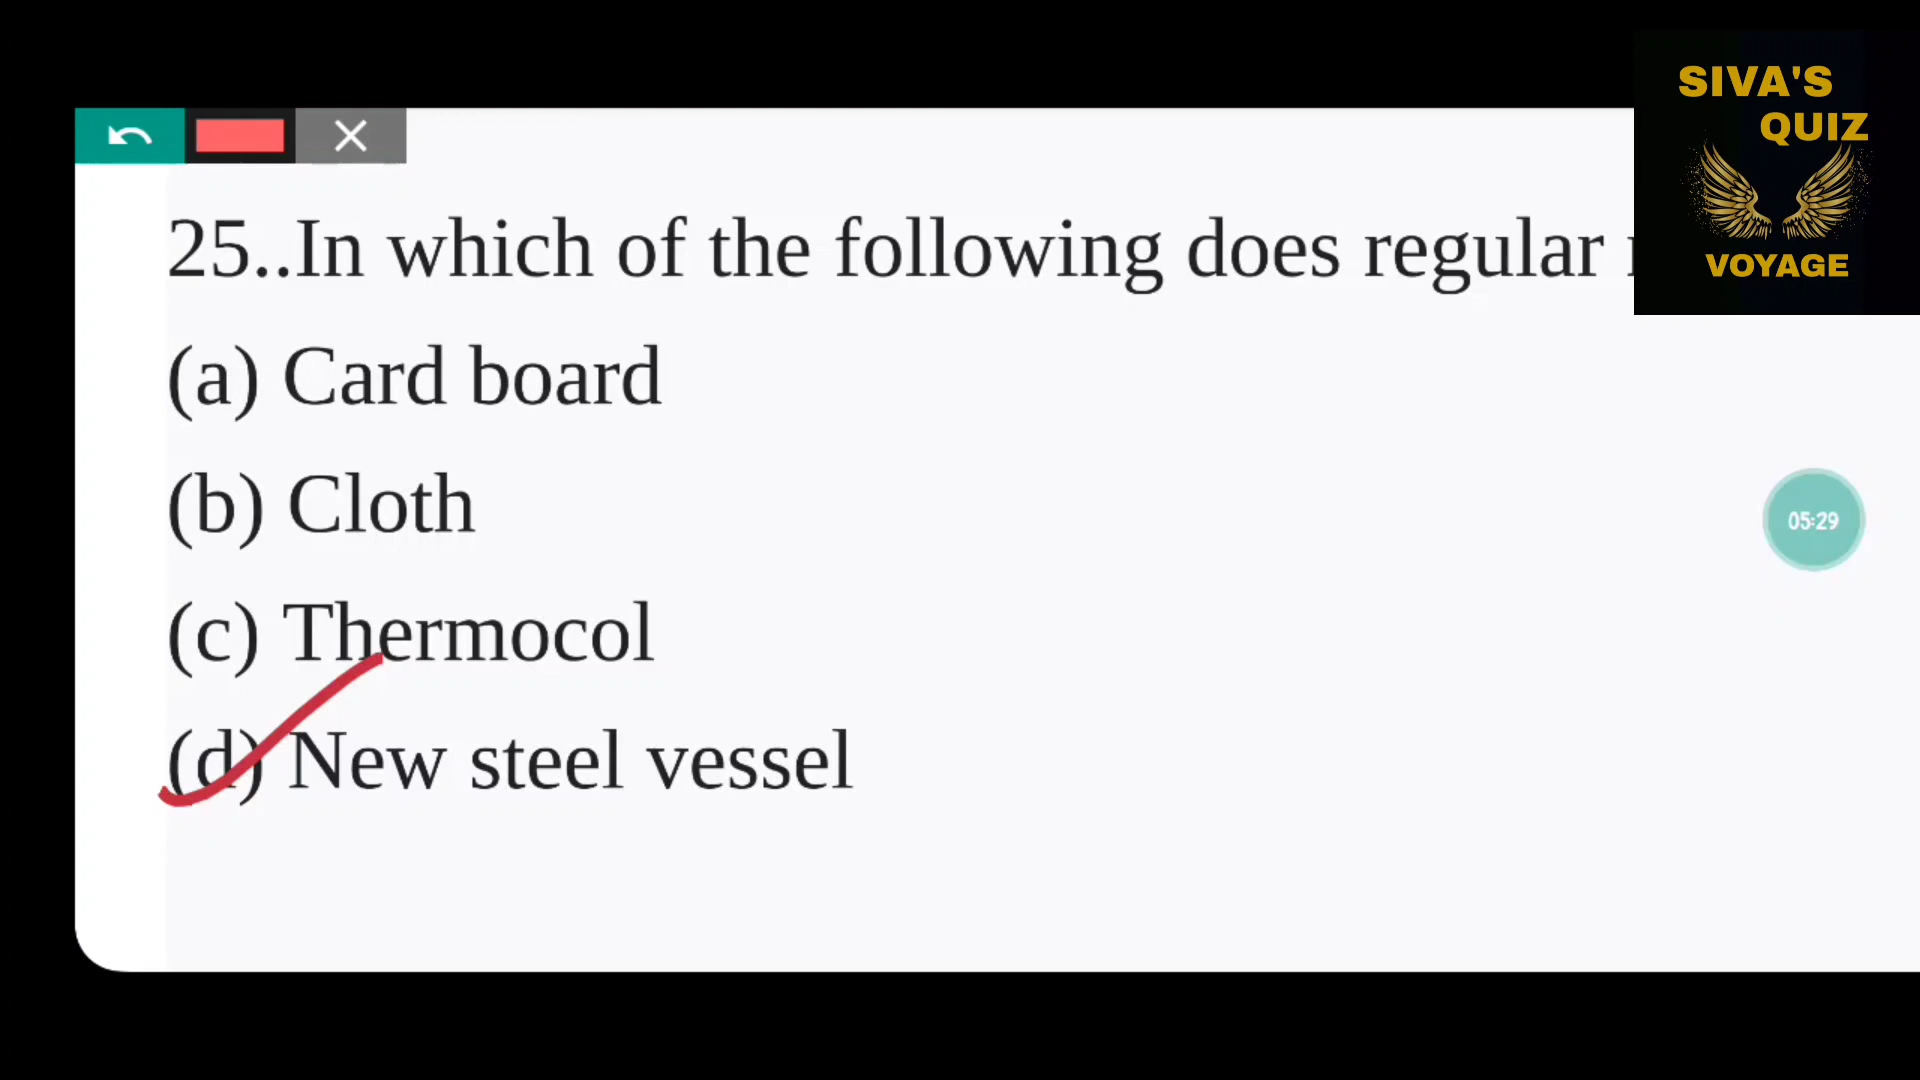 SIVA'S
QUIZ
VOYAGE
25..In which of the following does regular
(a) Card board
(b) Cloth
(c) Thermocol
(d) New steel vessel
05:29